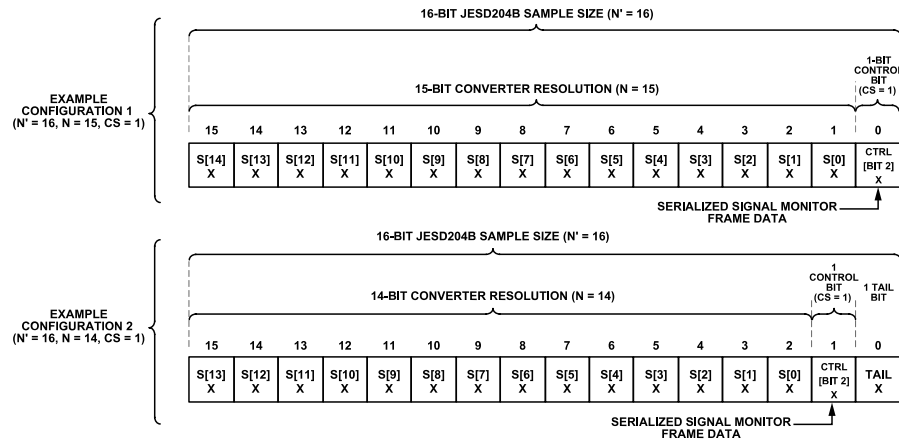 16-BIT JESD204B SAMPLE SIZE (N' = 16)
1-BIT
CONTROL
BIT
(CS = 1)
15-BIT CONVERTER RESOLUTION (N = 15)
EXAMPLE
CONFIGURATION 1
(N' = 16, N = 15, CS = 1)
15 14 13 12 11 10 9 8 7 6 5 4 3 2 1 0
S[14] S[13] S[12] S[11] S[10] S[9] S[8] S[7] S[6] S[5] S[4] S[3] S[2] S[1] S[0] CTRL
[BIT 2]
X X X X X X X X X X X X X X X X
SERIALIZED SIGNAL MONITOR
FRAME DATA
16-BIT JESD204B SAMPLE SIZE (N' = 16)
1
CONTROL
BIT
(CS = 1)
1 TAIL
BIT
14-BIT CONVERTER RESOLUTION (N = 14)
EXAMPLE
CONFIGURATION 2
(N' = 16, N = 14, CS = 1)
15 14 13 12 11 10 9 8 7 6 5 4 3 2 1 0
S[13] S[12] S[11] S[10] S[9] S[8] S[7] S[6] S[5] S[4] S[3] S[2] S[1] S[0] CTRL
[BIT 2] TAIL
X X X X X X X X X X X X X X X X
SERIALIZED SIGNAL MONITOR
FRAME DATA